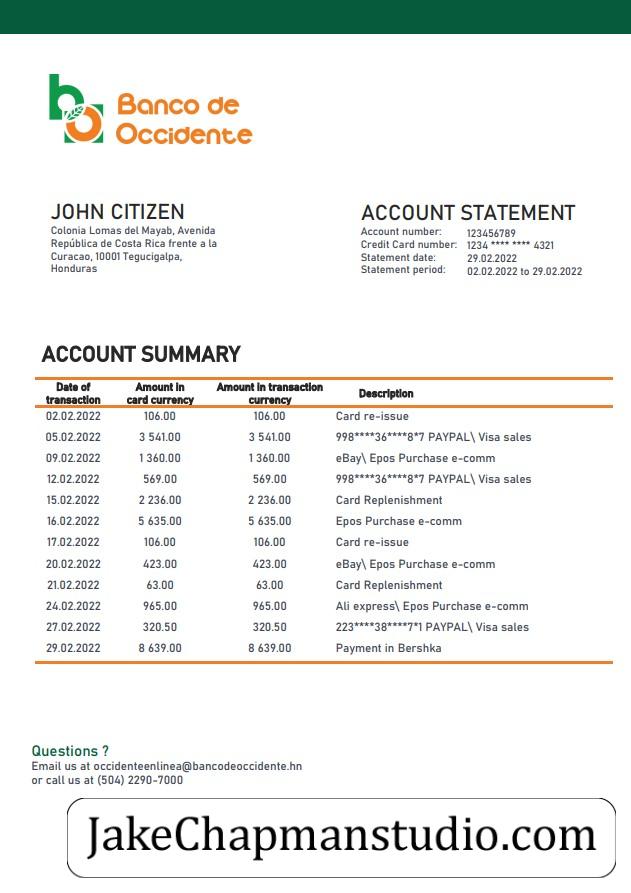 Banco de
Occidente
JOHN CITIZEN
Colonia Lomas del Mayab, Avenida
República de Costa Rica frente a la
Curacao, 10001 Tegucigalpa,
Honduras
ACCOUNT STATEMENT
Account number: 123456789
Credit Card number: 1234 **** **** 4321
Statement date: 29.02.2022
Statement period: 02.02.2022 to 29.02.2022
ACCOUNT SUMMARY
Date of transaction Amount in card currency Amount in transaction currency Description
02.02.2022 106.00 106.00 Card re-issue
05.02.2022 3 541.00 3 541.00 998****36****8*7 PAYPAL\ Visa sales
09.02.2022 1 360.00 1 360.00 eBay\ Epos Purchase e-comm
12.02.2022 569.00 569.00 998****36****8*7 PAYPAL\ Visa sales
15.02.2022 2 236.00 2 236.00 Card Replenishment
16.02.2022 5 635.00 5 635.00 Epos Purchase e-comm
17.02.2022 106.00 106.00 Card re-issue
20.02.2022 423.00 423.00 eBay\ Epos Purchase e-comm
21.02.2022 63.00 63.00 Card Replenishment
24.02.2022 965.00 965.00 Ali express\ Epos Purchase e-comm
27.02.2022 320.50 320.50 223****38****7*1 PAYPAL\ Visa sales
29.02.2022 8 639.00 8 639.00 Payment in Bershka
Questions ?
Email us at occidenteenlinea@bancodeoccidente.hn
or call us at (504) 2290-7000
JakeChapmanstudio.com